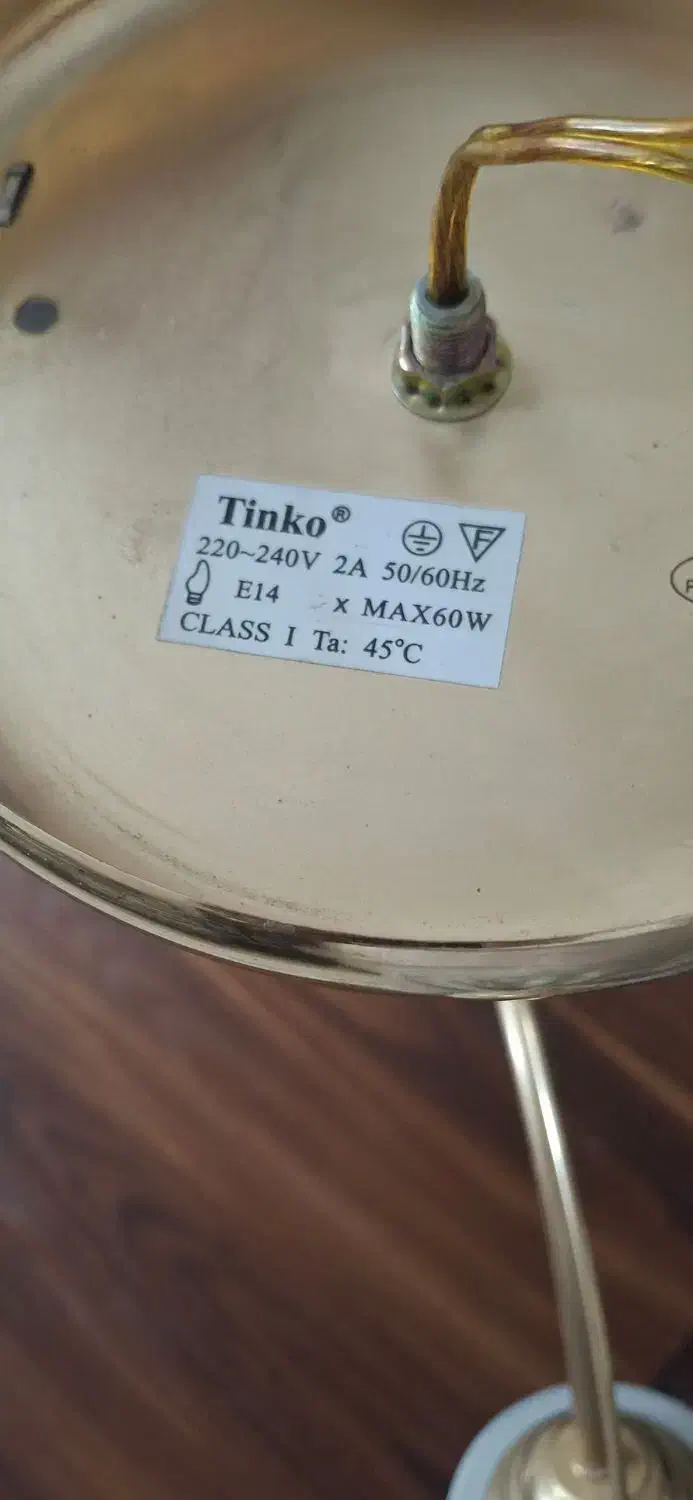 Tinko®
220~240V 2A 50/60Hz
E14 x MAX60W
CLASS I Ta: 45°C
F